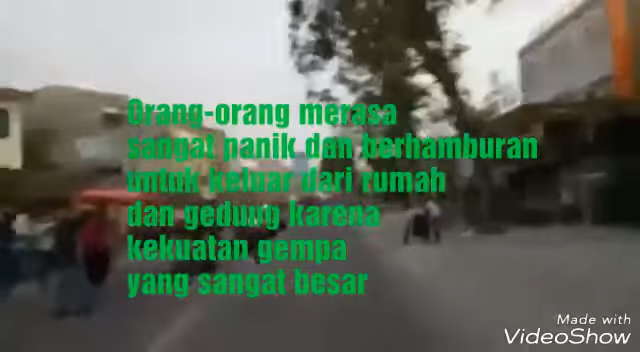 Orang-orang merasa
sangat panik dan berhamburan
untuk keluar dari rumah
dan gedung karena
kekuatan gempa
yang sangat besar
Made with
VideoShow